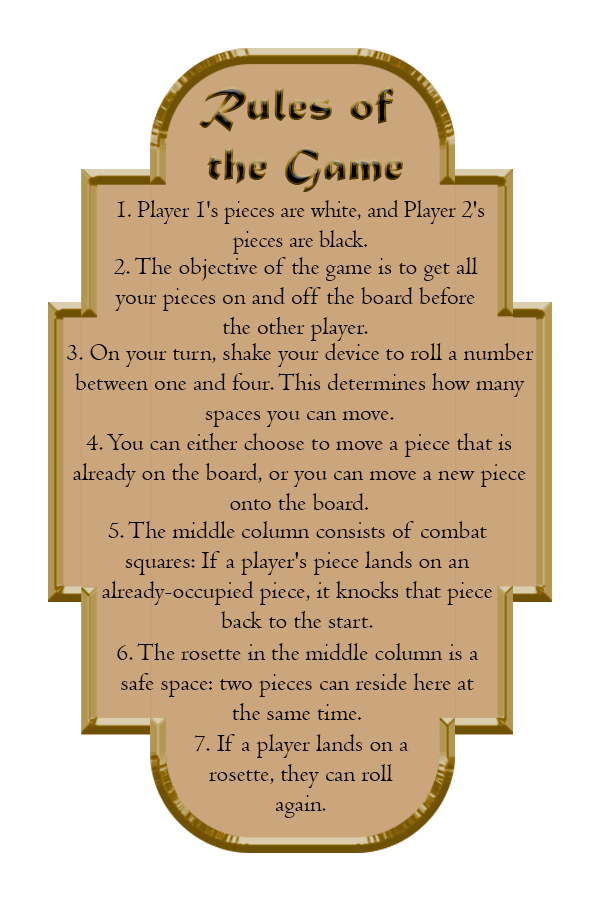 Rules of
the Game
1. Player 1's pieces are white, and Player 2's
pieces are black.
2. The objective of the game is to get all
your pieces on and off the board before
the other player.
3. On your turn, shake your device to roll a number
between one and four. This determines how many
spaces you can move.
4. You can either choose to move a piece that is
already on the board, or you can move a new piece
onto the board.
5. The middle column consists of combat
squares: If a player's piece lands on an
already-occupied piece, it knocks that piece
back to the start.
6. The rosette in the middle column is a
safe space: two pieces can reside here at
the same time.
7. If a player lands on a
rosette, they can roll
again.